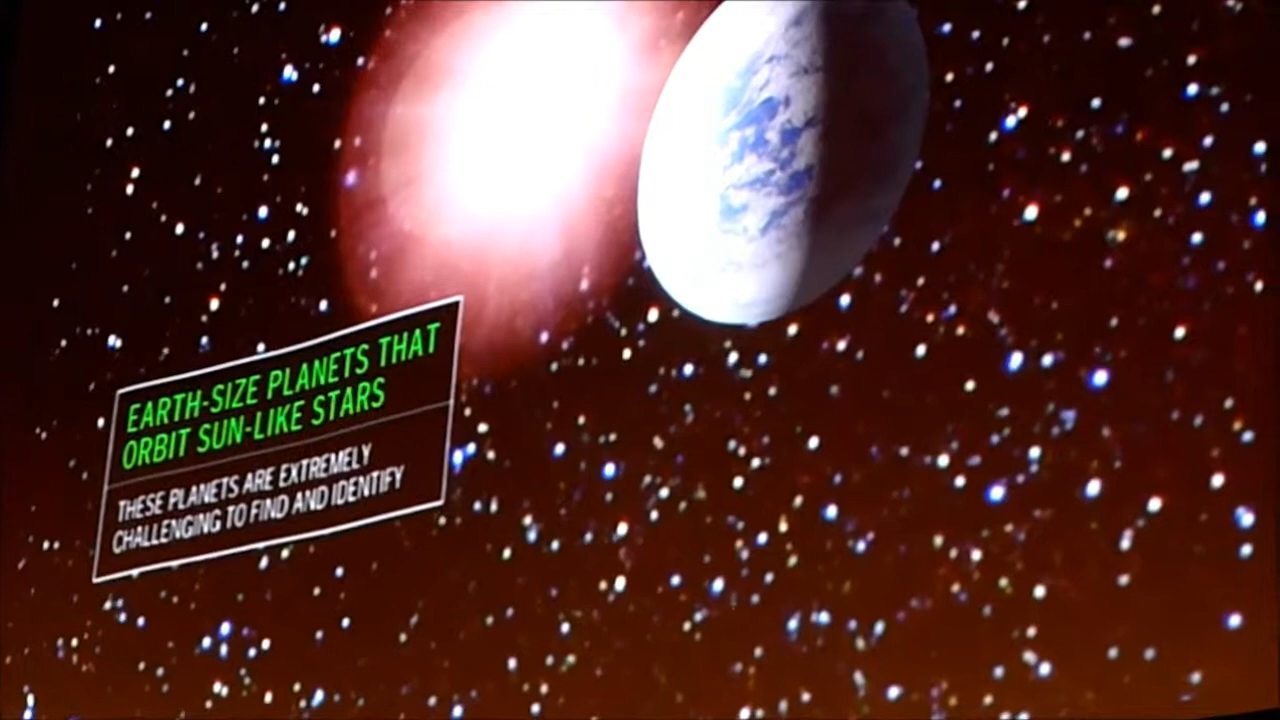 EARTH-SIZE PLANETS THAT
ORBIT SUN-LIKE STARS
THESE PLANETS ARE EXTREMELY
CHALLENGING TO FIND AND IDENTIFY